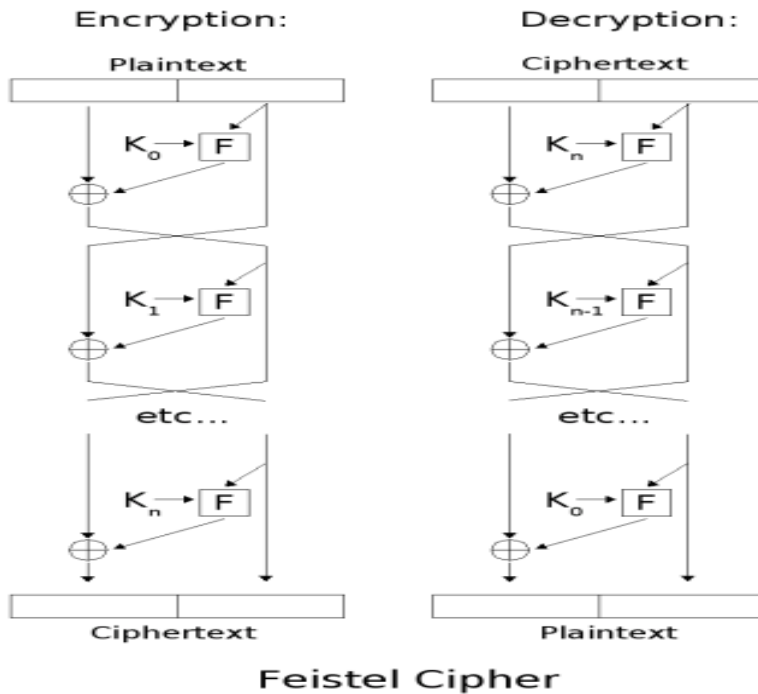 Encryption:
Decryption:
Plaintext
Ciphertext
K₀ F
Kₙ F
K₁ F
Kₙ₋₁ F
etc...
etc...
Kₙ F
K₀ F
Ciphertext
Plaintext
Feistel Cipher